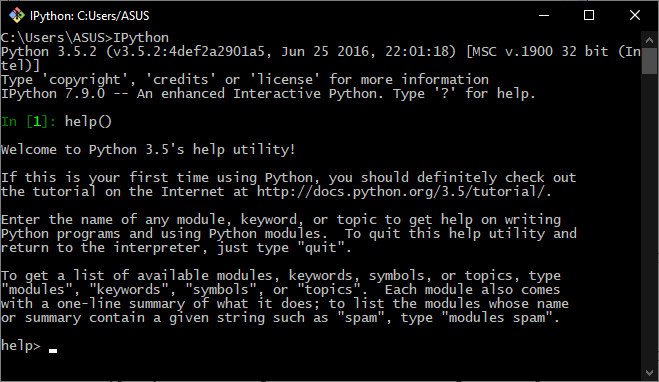 IPython: C:Users/ASUS
C:\Users\ASUS>IPython
Python 3.5.2 (v3.5.2:4def2a2901a5, Jun 25 2016, 22:01:18) [MSC v.1900 32 bit (In
tel)]
Type 'copyright', 'credits' or 'license' for more information
IPython 7.9.0 -- An enhanced Interactive Python. Type '?' for help.
In [1]: help()
Welcome to Python 3.5's help utility!
If this is your first time using Python, you should definitely check out
the tutorial on the Internet at http://docs.python.org/3.5/tutorial/.
Enter the name of any module, keyword, or topic to get help on writing
Python programs and using Python modules.  To quit this help utility and
return to the interpreter, just type "quit".
To get a list of available modules, keywords, symbols, or topics, type
"modules", "keywords", "symbols", or "topics".  Each module also comes
with a one-line summary of what it does; to list the modules whose name
or summary contain a given string such as "spam", type "modules spam".
help>